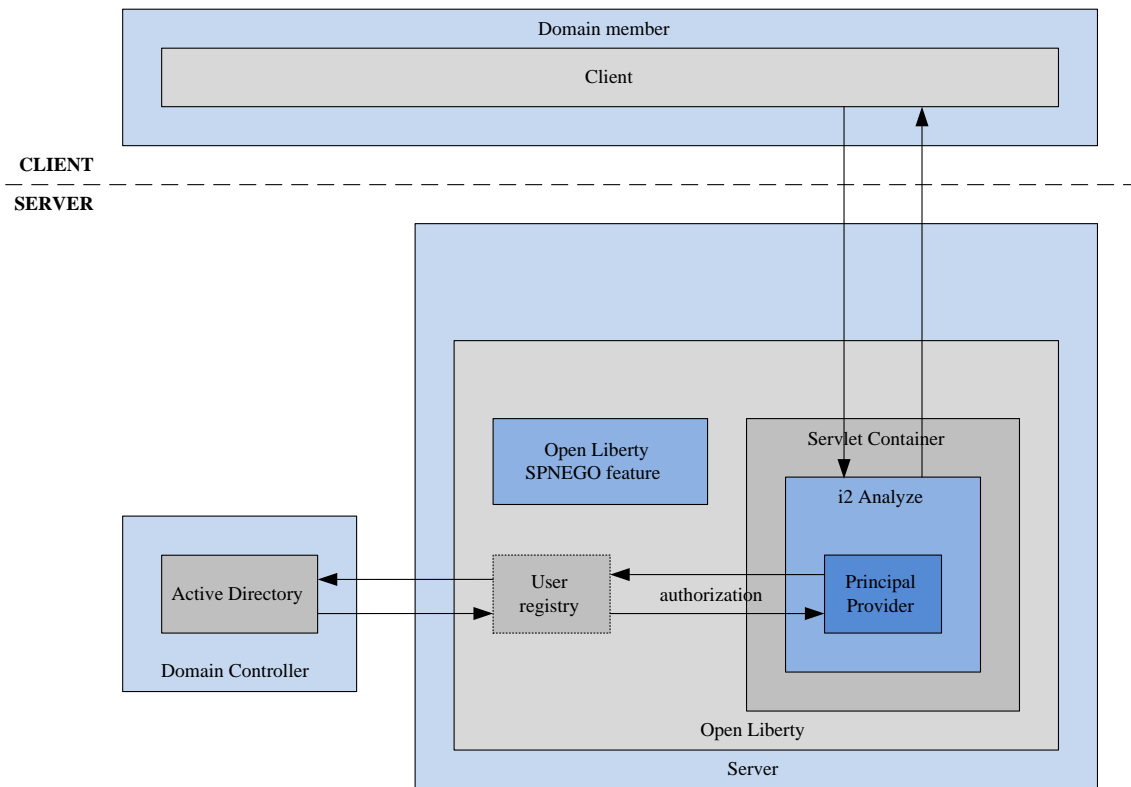 Domain member
Client
CLIENT
SERVER
Servlet Container
Open Liberty
SPNEGO feature
i2 Analyze
Active Directory
User
registry
authorization
Principal
Provider
Domain Controller
Open Liberty
Server